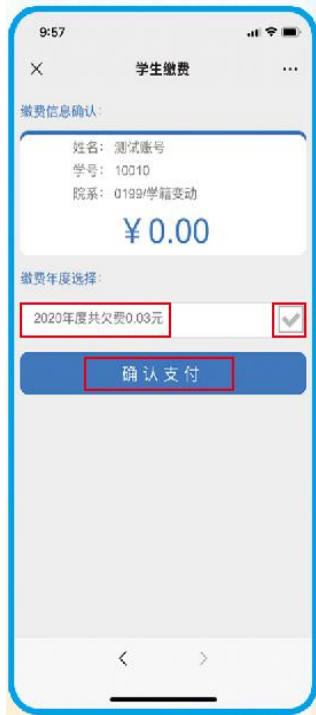 9:57
学生缴费
缴费信息确认:
姓名: 测试账号
学号: 10010
院系: 0199/学籍变动
¥ 0.00
缴费年度选择:
2020年度共欠费0.03元
确认支付